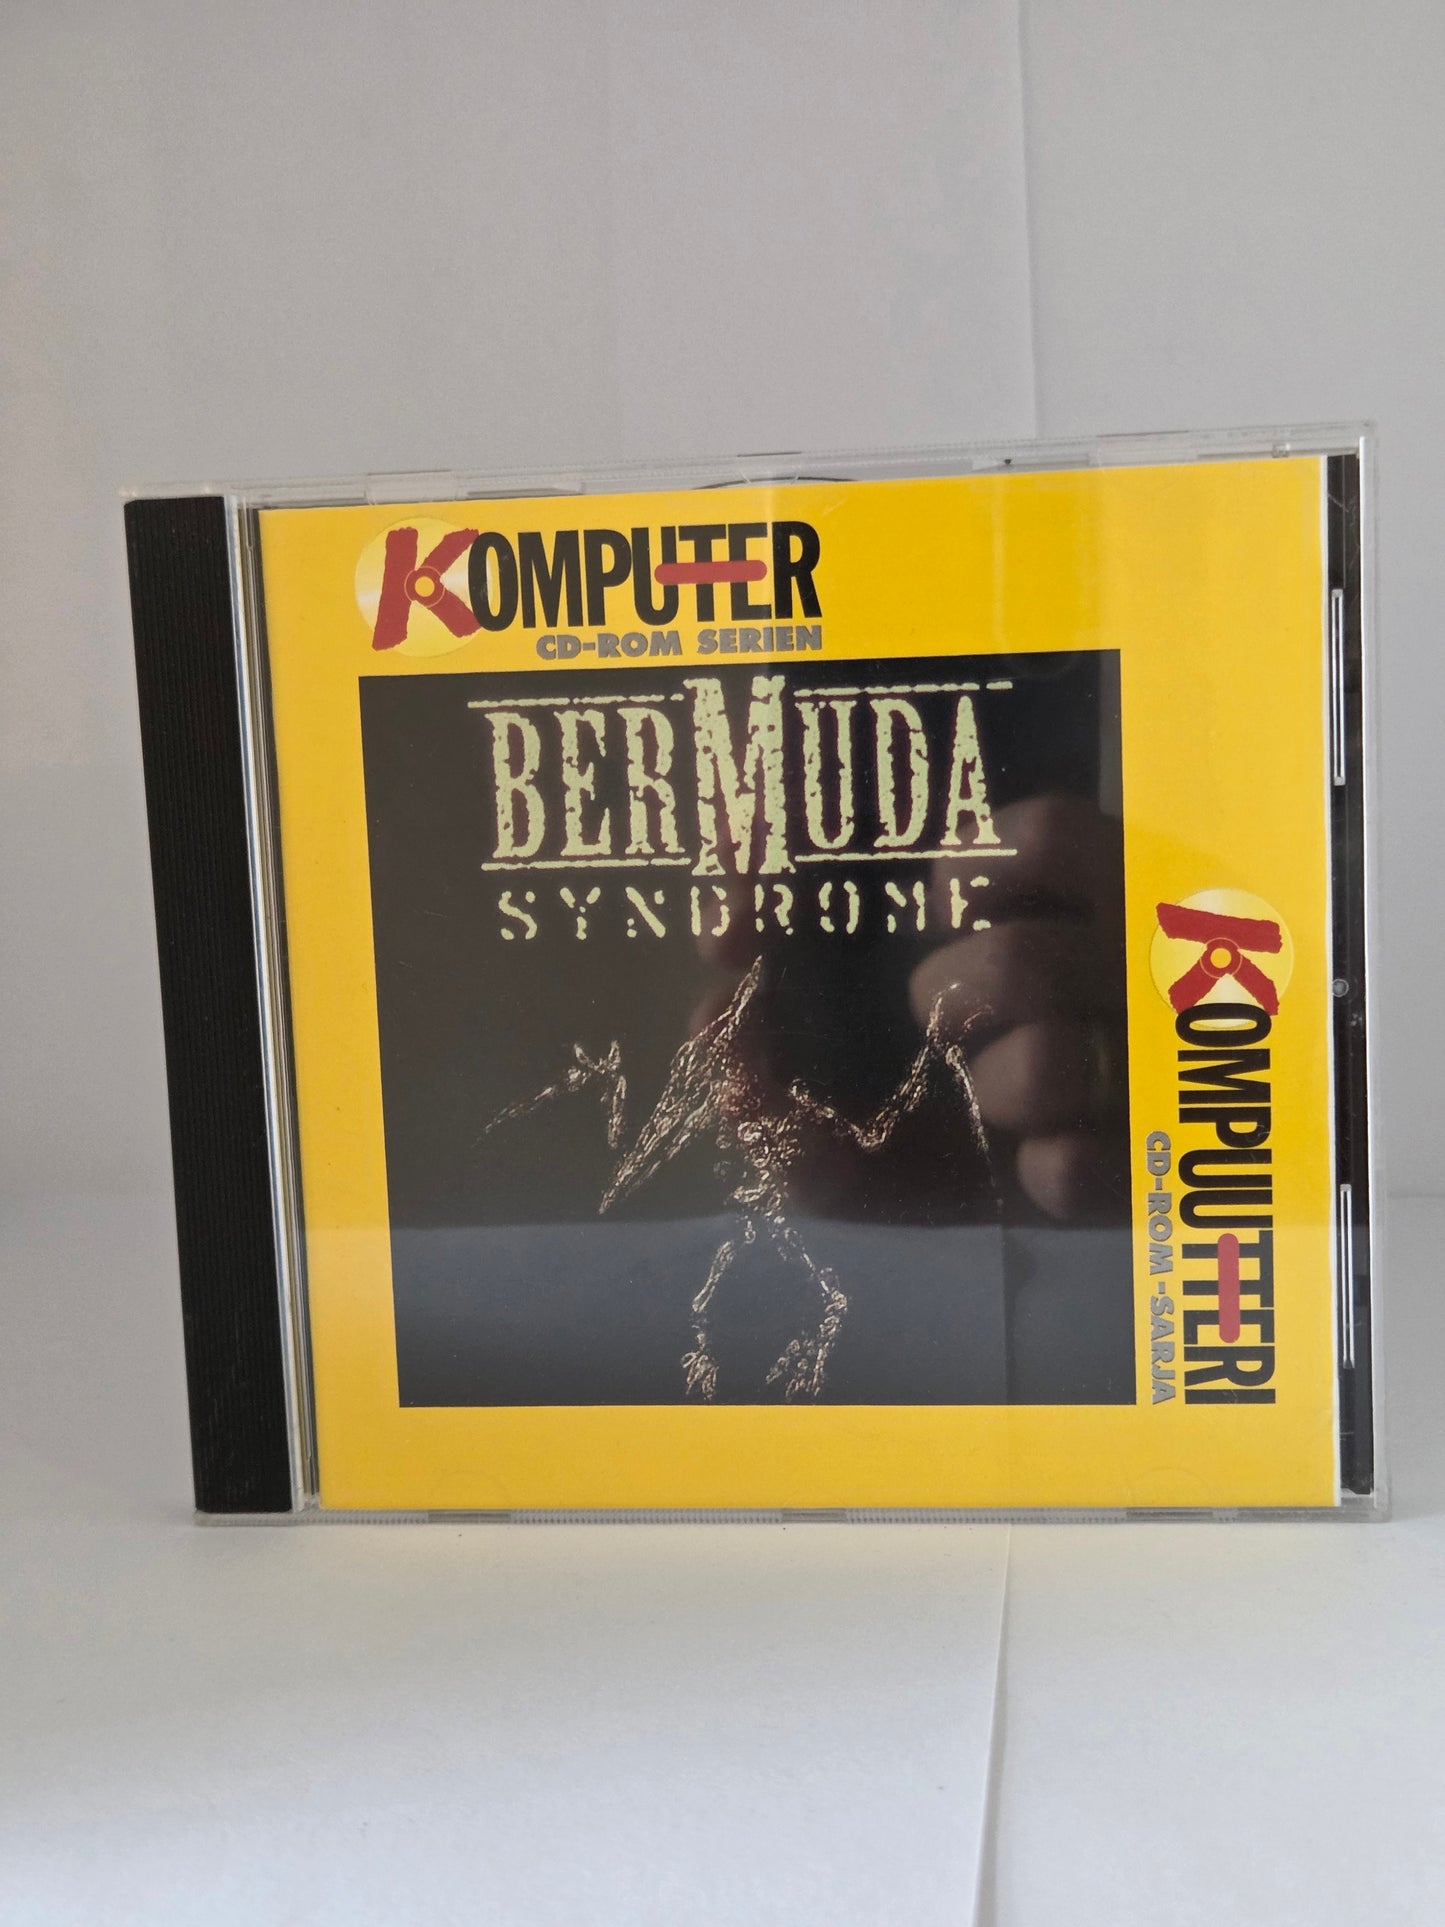 KOMPUTER
CD-ROM SERIEN
BERMUDA
SYNDROME
KOMPUUTTERI
CD-ROM-SARJA